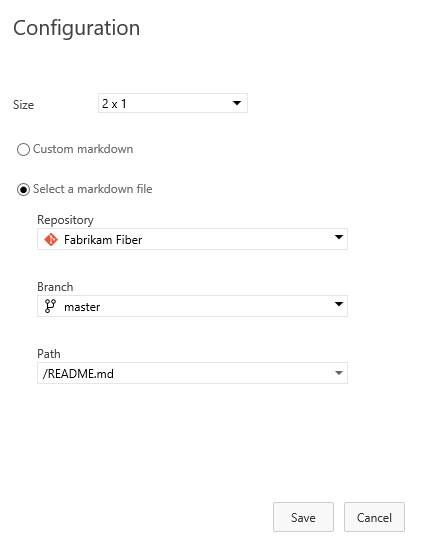 Configuration
Size
2 x 1
Custom markdown
Select a markdown file
Repository
Fabrikam Fiber
Branch
master
Path
/README.md
Save
Cancel